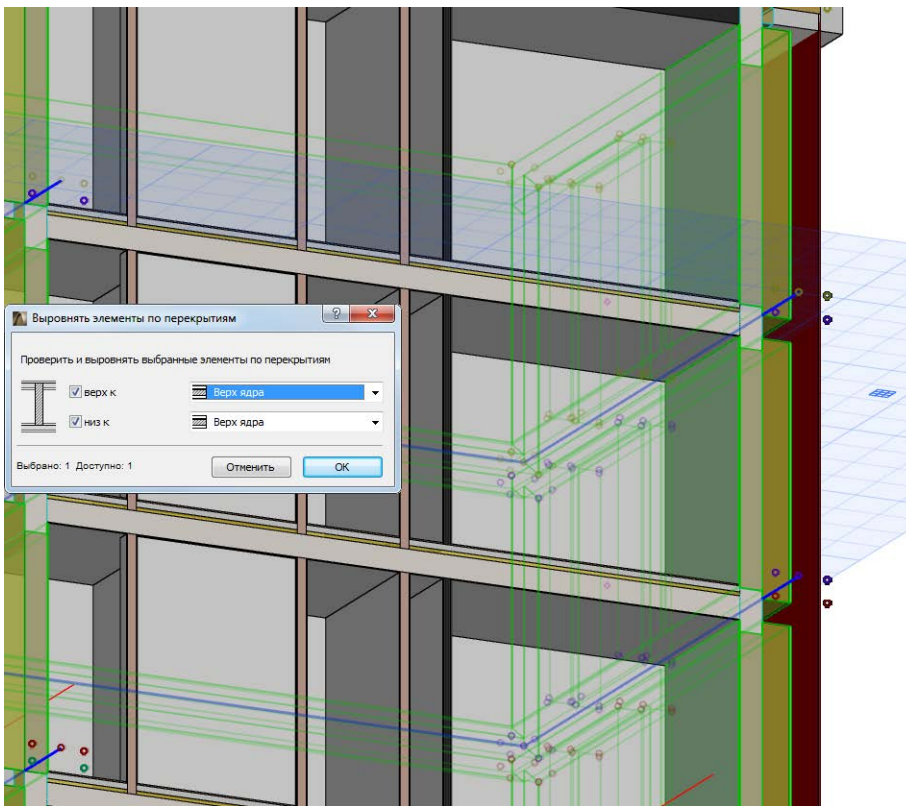 Выровнять элементы по перекрытиям
Проверить и выровнять выбранные элементы по перекрытиям
верх к
Верх ядра
низ к
Верх ядра
Выбрано: 1 Доступно: 1
Отменить
OK